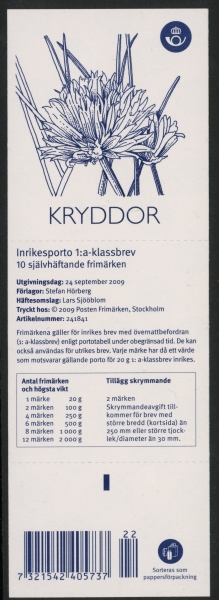 KRYDDOR
Inrikesporto 1:a-klassbrev
10 självhäftande frimärken
Utgivningsdag: 24 september 2009
Förlagor: Stefan Hörberg
Häftesomslag: Lars Sjööblom
Tryckt hos: © 2009 Posten Frimärken, Stockholm
Artikelnummer: 241841
Frimärkena gäller för inrikes brev med övernattbefordran
(1: a-klassbrev) enligt portotabell under obegränsad tid. De kan
också användas för utrikes brev. Varje märke har då ett värde
som motsvarar gällande porto för 20 g 1: a-klassbrev inrikes.
Antal frimärken
och högsta vikt
1 märke 20 g
2 märken 100 g
4 märken 250 g
6 märken 500 g
8 märken 1 000 g
12 märken 2 000 g
Tillägg skrymmande
2 märken
Skrymmandeavgift till-
kommer för brev med
större bredd (kortsida) än
250 mm eller större tjock-
lek/diameter än 30 mm.
22
7 321542 405737
Sorteras som
pappersförpackning